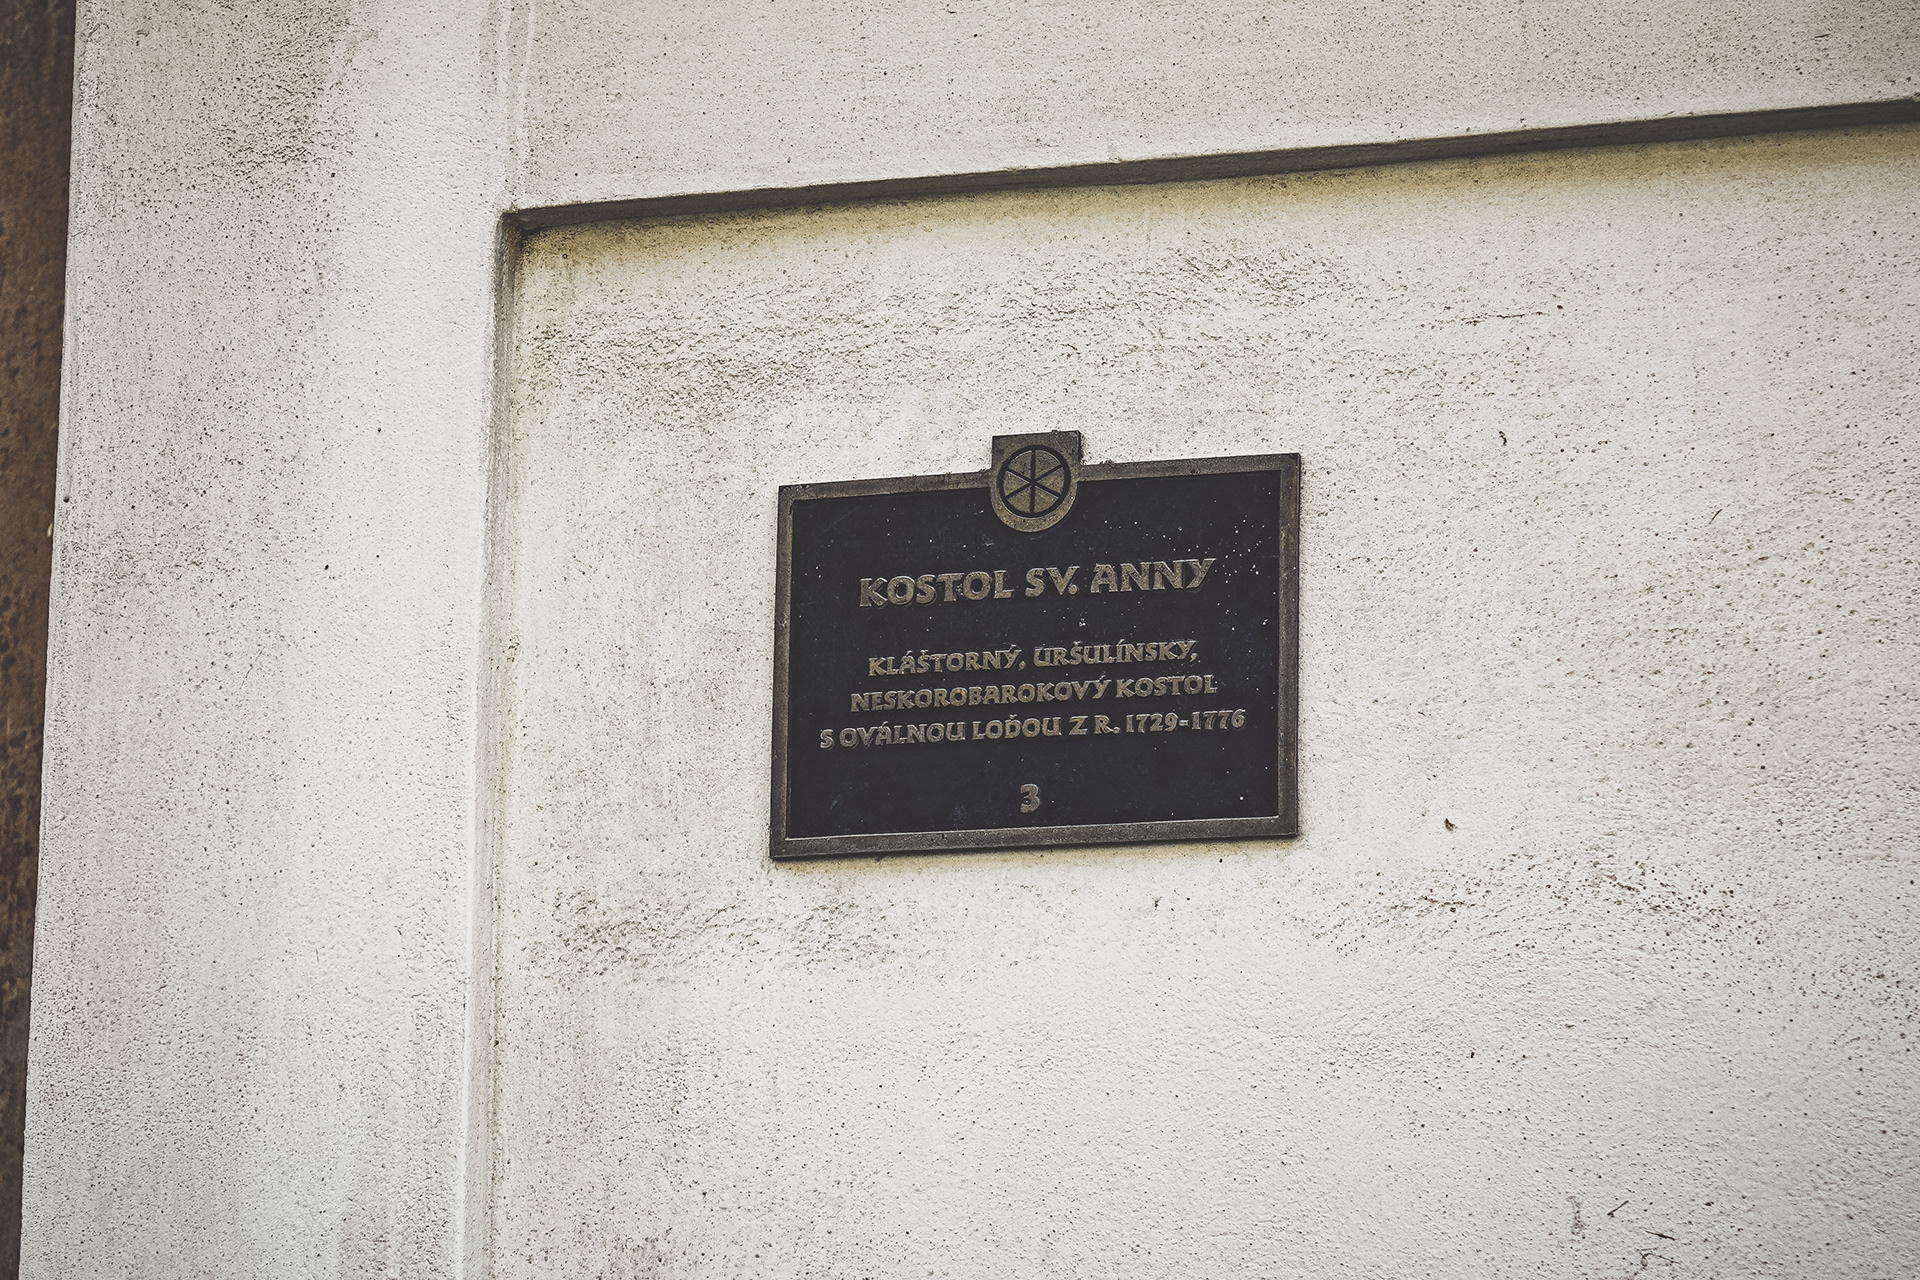 KOSTOL SV. ANNY
KLÁŠTORNÝ, URŠULÍNSKY,
NESKOROBAROKOVÝ KOSTOL
S OVÁLNOU LOĎOU Z R. 1729-1776
3